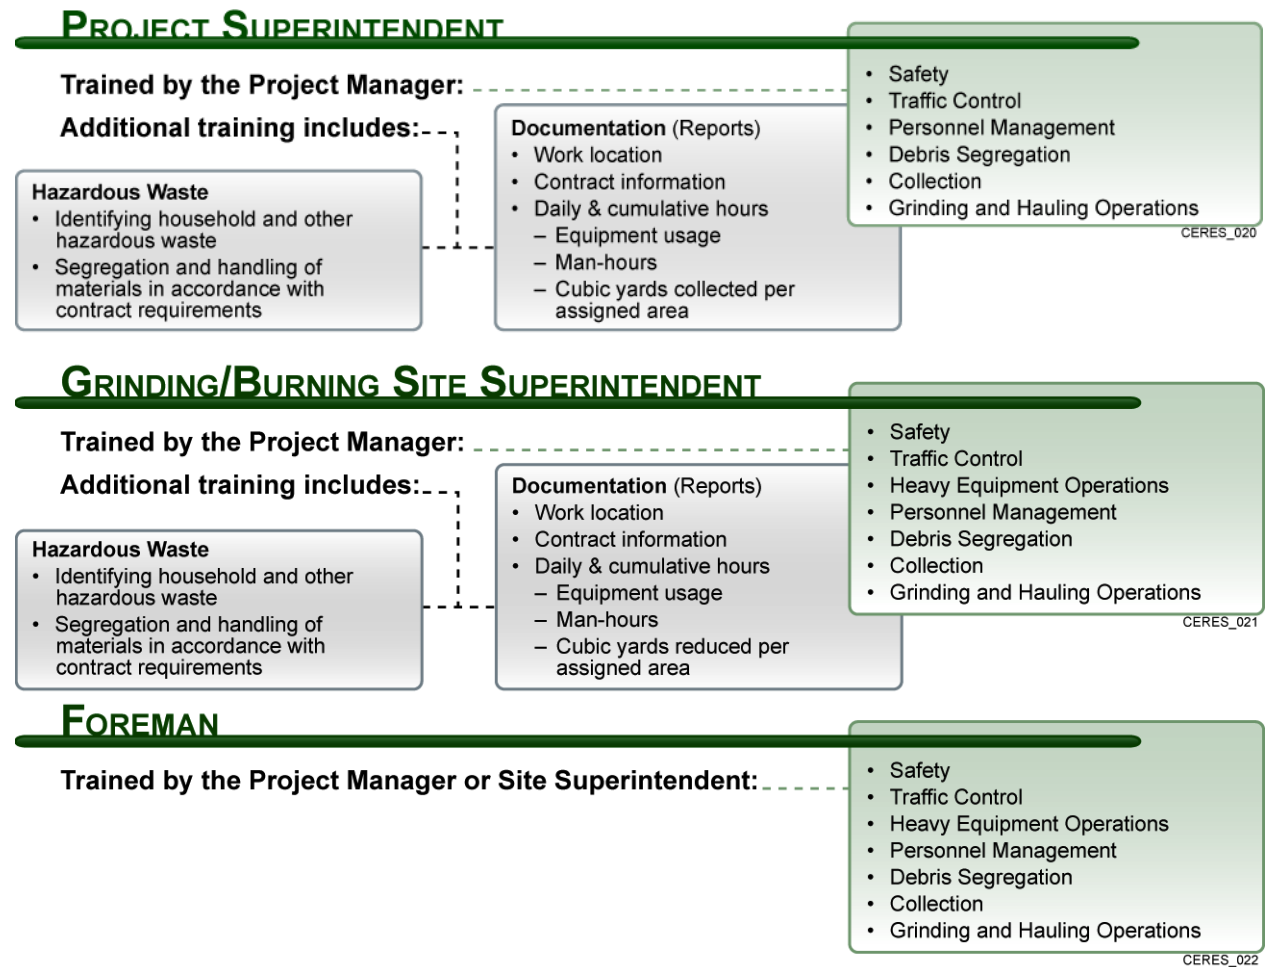 PROJECT SUPERINTENDENT
Trained by the Project Manager:
• Safety
• Traffic Control
• Personnel Management
• Debris Segregation
• Collection
• Grinding and Hauling Operations
CERES_020
Additional training includes:
Documentation (Reports)
• Work location
• Contract information
• Daily & cumulative hours
– Equipment usage
– Man-hours
– Cubic yards collected per
assigned area
Hazardous Waste
• Identifying household and other
hazardous waste
• Segregation and handling of
materials in accordance with
contract requirements
GRINDING/BURNING SITE SUPERINTENDENT
Trained by the Project Manager:
• Safety
• Traffic Control
• Heavy Equipment Operations
• Personnel Management
• Debris Segregation
• Collection
• Grinding and Hauling Operations
CERES_021
Additional training includes:
Documentation (Reports)
• Work location
• Contract information
• Daily & cumulative hours
– Equipment usage
– Man-hours
– Cubic yards reduced per
assigned area
Hazardous Waste
• Identifying household and other
hazardous waste
• Segregation and handling of
materials in accordance with
contract requirements
FOREMAN
Trained by the Project Manager or Site Superintendent:
• Safety
• Traffic Control
• Heavy Equipment Operations
• Personnel Management
• Debris Segregation
• Collection
• Grinding and Hauling Operations
CERES_022